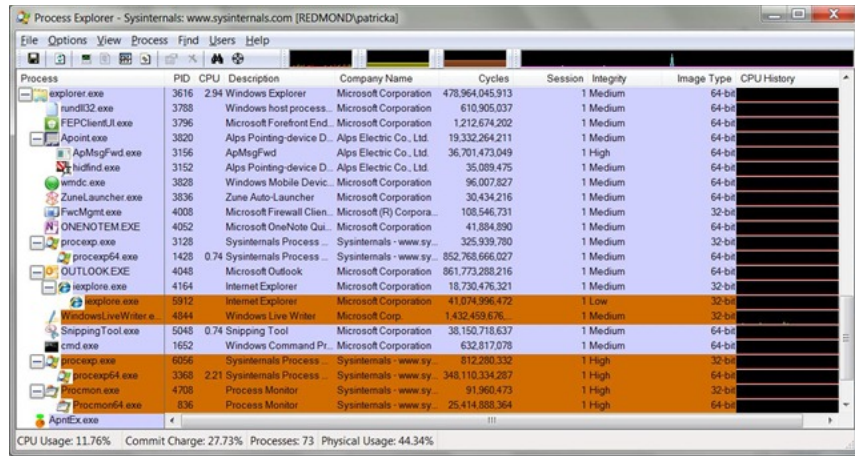 Process Explorer - Sysinternals: www.sysinternals.com [REDMOND\patricka]
File Options View Process Find Users Help
Process PID CPU Description Company Name Cycles Session Integrity Image Type CPU History
explorer.exe 3616 2.94 Windows Explorer Microsoft Corporation 478,964,045,913 1 Medium 64-bit
rundll32.exe 3788 Windows host process... Microsoft Corporation 610,905,037 1 Medium 64-bit
FEPClientUI.exe 3796 Microsoft Forefront End... Microsoft Corporation 1,212,674,202 1 Medium 64-bit
Apoint.exe 3820 Alps Pointing-device D... Alps Electric Co., Ltd. 19,332,264,211 1 Medium 64-bit
ApMsgFwd.exe 3156 ApMsgFwd Alps Electric Co., Ltd. 36,701,473,049 1 High 64-bit
hidfind.exe 3152 Alps Pointing-device D... Alps Electric Co., Ltd. 35,089,475 1 Medium 64-bit
wmdc.exe 3828 Windows Mobile Devic... Microsoft Corporation 96,007,827 1 Medium 64-bit
ZuneLauncher.exe 3836 Zune Auto-Launcher Microsoft Corporation 30,434,216 1 Medium 64-bit
FwcMgmt.exe 4008 Microsoft Firewall Clien... Microsoft (R) Corpora... 108,546,731 1 Medium 32-bit
ONENOTEM.EXE 4052 Microsoft OneNote Qui... Microsoft Corporation 41,884,890 1 Medium 64-bit
procexp.exe 3128 Sysinternals Process ... Sysinternals - www.sy... 325,939,780 1 Medium 32-bit
procexp64.exe 1428 0.74 Sysinternals Process ... Sysinternals - www.sy... 852,768,666,027 1 Medium 64-bit
OUTLOOK.EXE 4048 Microsoft Outlook Microsoft Corporation 861,773,288,216 1 Medium 64-bit
iexplore.exe 4164 Internet Explorer Microsoft Corporation 18,730,476,321 1 Medium 32-bit
iexplore.exe 5912 Internet Explorer Microsoft Corporation 41,074,996,472 1 Low 32-bit
WindowsLiveWriter.e... 4844 Windows Live Writer Microsoft Corp. 1,432,459,676,... 1 Medium 32-bit
SnippingTool.exe 5048 0.74 Snipping Tool Microsoft Corporation 38,150,718,637 1 Medium 64-bit
cmd.exe 1652 Windows Command Pr... Microsoft Corporation 632,817,078 1 Medium 64-bit
procexp.exe 6056 Sysinternals Process ... Sysinternals - www.sy... 812,280,332 1 High 32-bit
procexp64.exe 3368 2.21 Sysinternals Process ... Sysinternals - www.sy... 348,110,334,287 1 High 64-bit
Procmon.exe 4708 Process Monitor Sysinternals - www.sy... 91,960,473 1 High 32-bit
Procmon64.exe 836 Process Monitor Sysinternals - www.sy... 25,414,888,364 1 High 64-bit
ApntEx.exe
CPU Usage: 11.76% Commit Charge: 27.73% Processes: 73 Physical Usage: 44.34%